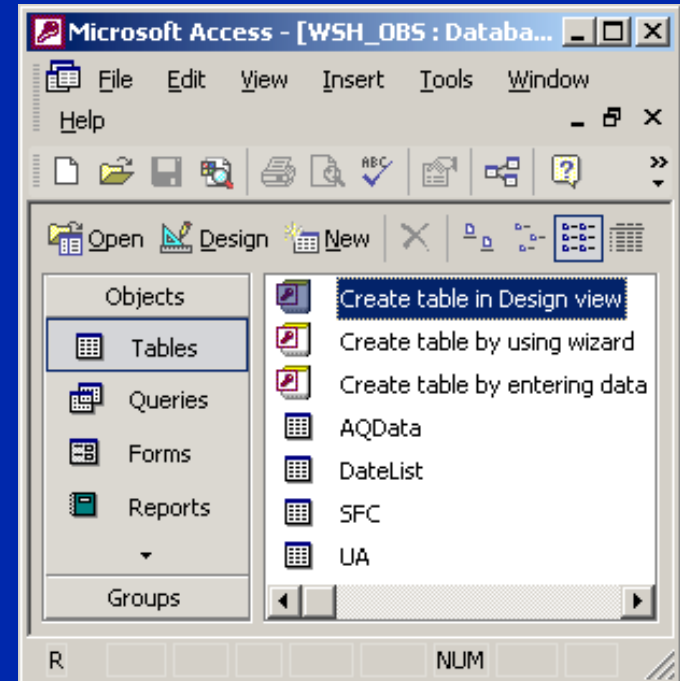 Microsoft Access - [WSH_OBS : Databa...
File Edit View Insert Tools Window
Help
ABC
Open Design New
Objects
Tables
Queries
Forms
Reports
Groups
Create table in Design view
Create table by using wizard
Create table by entering data
AQData
DateList
SFC
UA
R NUM